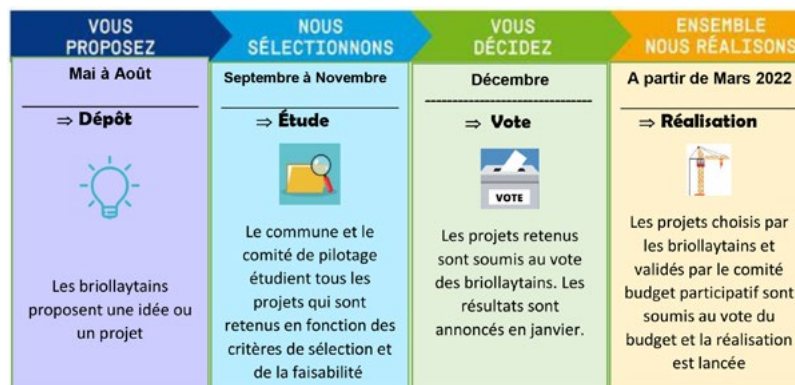 VOUS
PROPOSEZ
Mai à Août
⇒ Dépôt
Les briollaytains
proposent une idée ou
un projet
NOUS
SÉLECTIONNONS
Septembre à Novembre
⇒ Étude
Le commune et le
comité de pilotage
étudient tous les
projets qui sont
retenus en fonction des
critères de sélection et
de la faisabilité
VOUS
DÉCIDEZ
Décembre
⇒ Vote
VOTE
Les projets retenus
sont soumis au vote
des briollaytains. Les
résultats sont
annoncés en janvier.
ENSEMBLE
NOUS RÉALISONS
A partir de Mars 2022
⇒ Réalisation
Les projets choisis par
les briollaytains et
validés par le comité
budget participatif sont
soumis au vote du
budget et la réalisation
est lancée